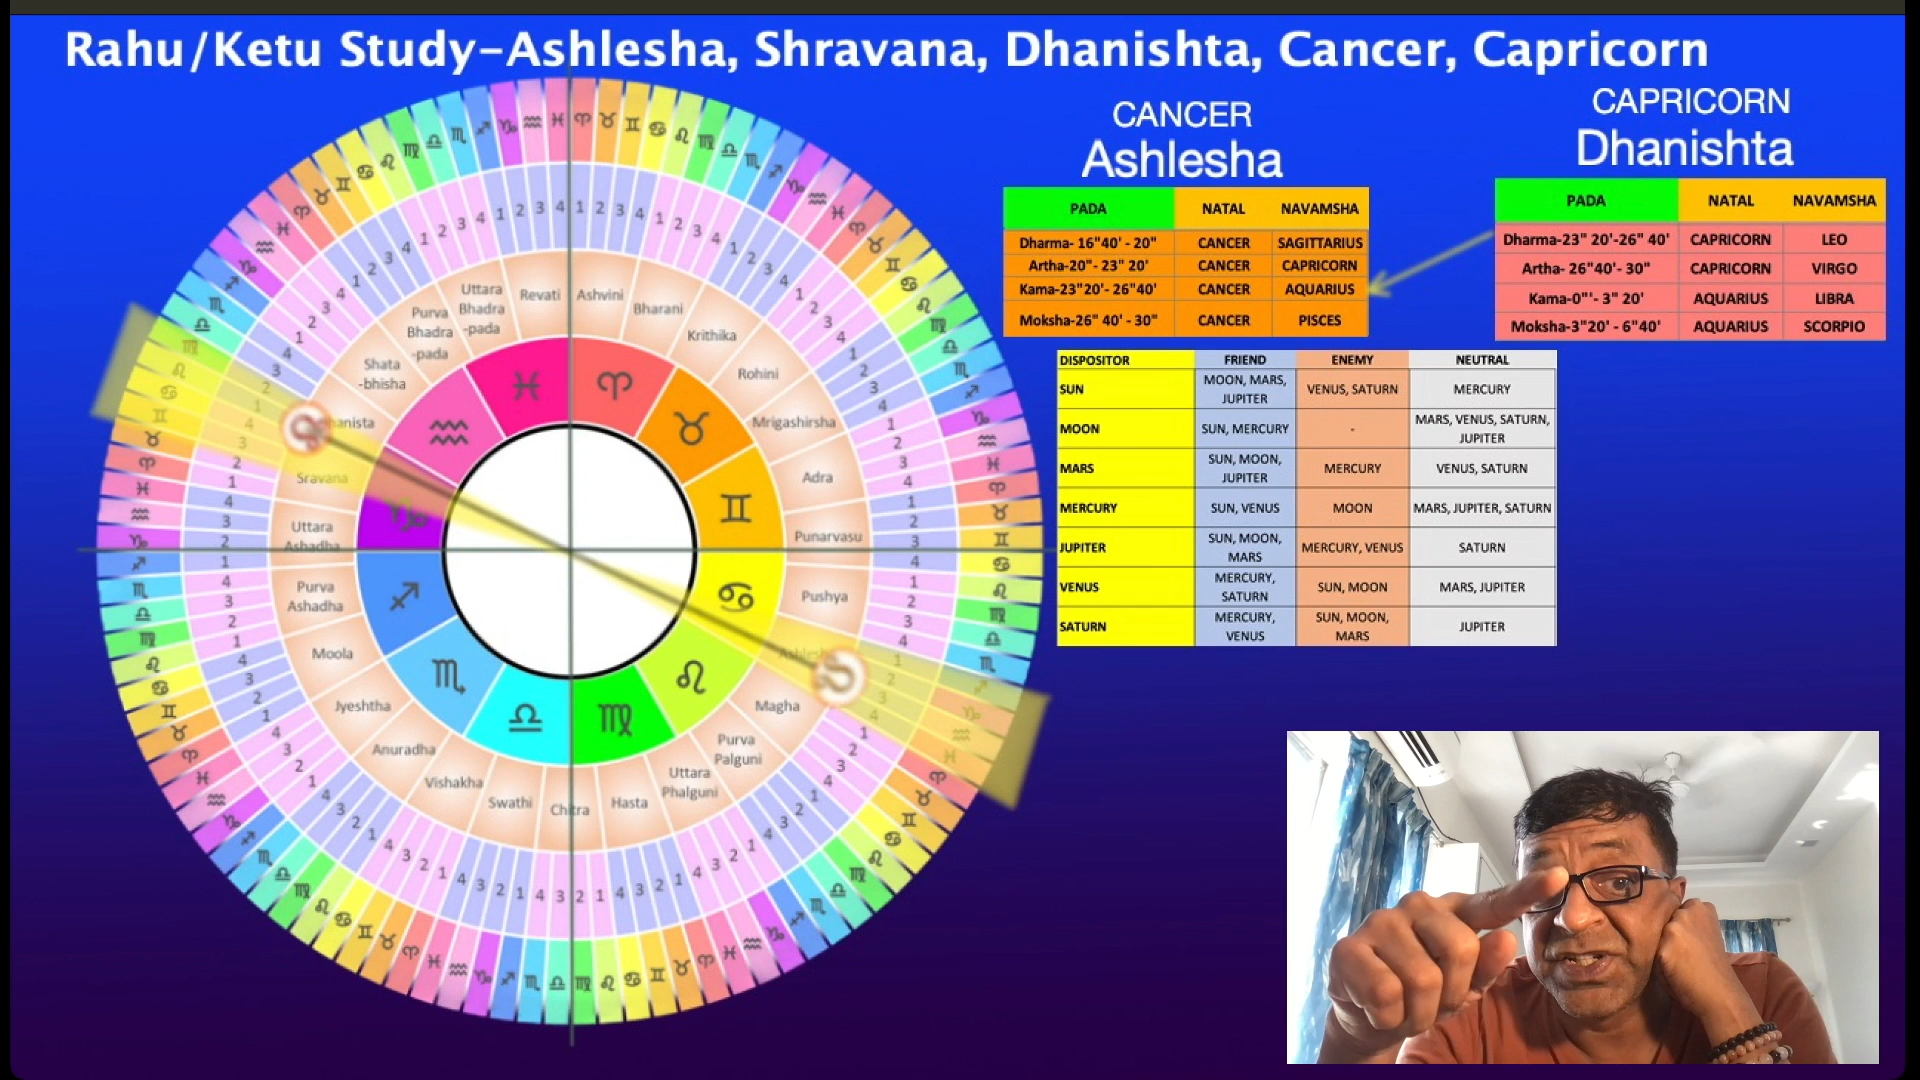 Rahu/Ketu Study-Ashlesha, Shravana, Dhanishta, Cancer, Capricorn
CANCER
Ashlesha
PADA NATAL NAVAMSHA
Dharma- 16"40' - 20" CANCER SAGITTARIUS
Artha-20"- 23" 20' CANCER CAPRICORN
Kama-23"20'- 26"40' CANCER AQUARIUS
Moksha-26" 40' - 30" CANCER PISCES
CAPRICORN
Dhanishta
PADA NATAL NAVAMSHA
Dharma-23" 20'-26" 40' CAPRICORN LEO
Artha- 26"40'- 30" CAPRICORN VIRGO
Kama-0"'- 3" 20' AQUARIUS LIBRA
Moksha-3"20' - 6"40' AQUARIUS SCORPIO
DISPOSITOR FRIEND ENEMY NEUTRAL
SUN MOON, MARS, JUPITER VENUS, SATURN MERCURY
MOON SUN, MERCURY - MARS, VENUS, SATURN, JUPITER
MARS SUN, MOON, JUPITER MERCURY VENUS, SATURN
MERCURY SUN, VENUS MOON MARS, JUPITER, SATURN
JUPITER SUN, MOON, MARS MERCURY, VENUS SATURN
VENUS MERCURY, SATURN SUN, MOON MARS, JUPITER
SATURN MERCURY, VENUS SUN, MOON, MARS JUPITER
Ashvini
Bharani
Krithika
Rohini
Mrigashirsha
Adra
Punarvasu
Pushya
Magha
Purva
Palguni
Uttara
Phalguni
Hasta
Chitra
Swathi
Vishakha
Anuradha
Jyeshtha
Moola
Purva
Ashadha
Uttara
Ashadha
Sravana
Shata
-bhisha
Purva
Bhadra
-pada
Uttara
Bhadra
-pada
Revati